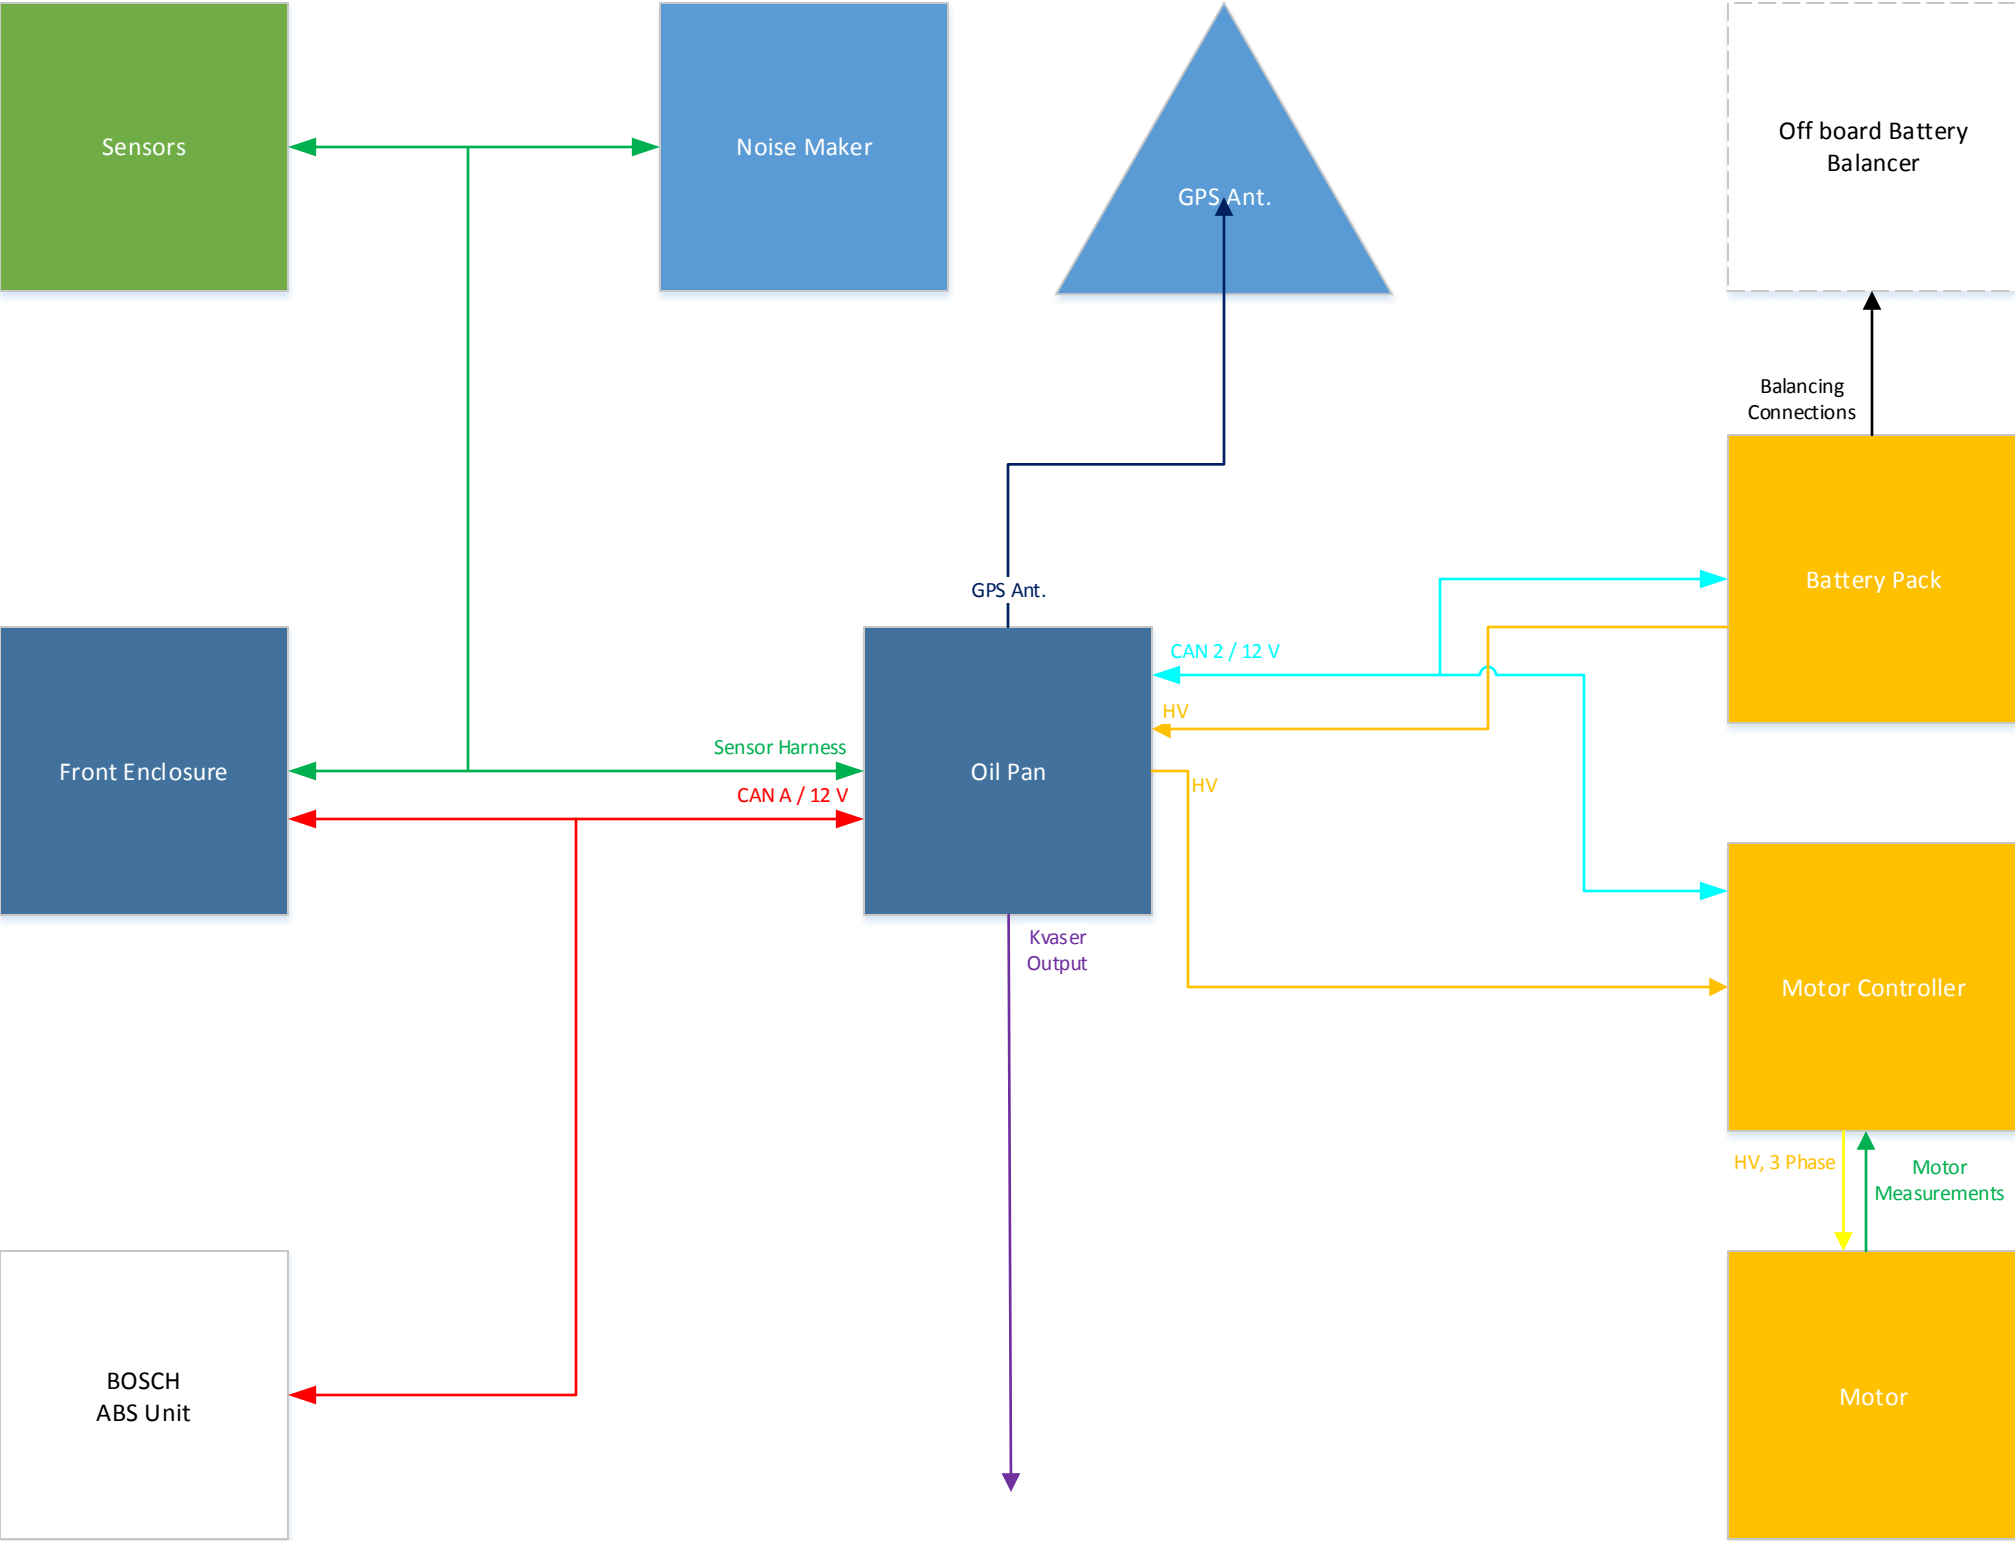 Sensors
Noise Maker
GPS Ant.
Off board Battery
Balancer
Balancing
Connections
GPS Ant.
Battery Pack
CAN 2 / 12 V
HV
Front Enclosure
Sensor Harness
CAN A / 12 V
Oil Pan
HV
Kvaser
Output
Motor Controller
HV, 3 Phase
Motor
Measurements
BOSCH
ABS Unit
Motor